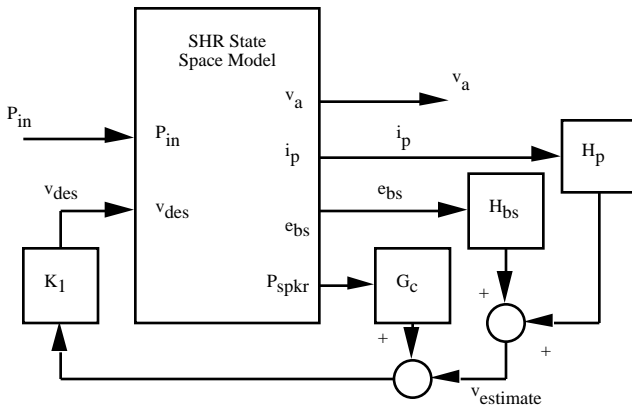 SHR State
Space Model
v_a
v_a
P_in
P_in
i_p
i_p
H_p
v_des
v_des
e_bs
e_bs
H_bs
P_spkr
G_c
K_1
+
+
+
v_estimate